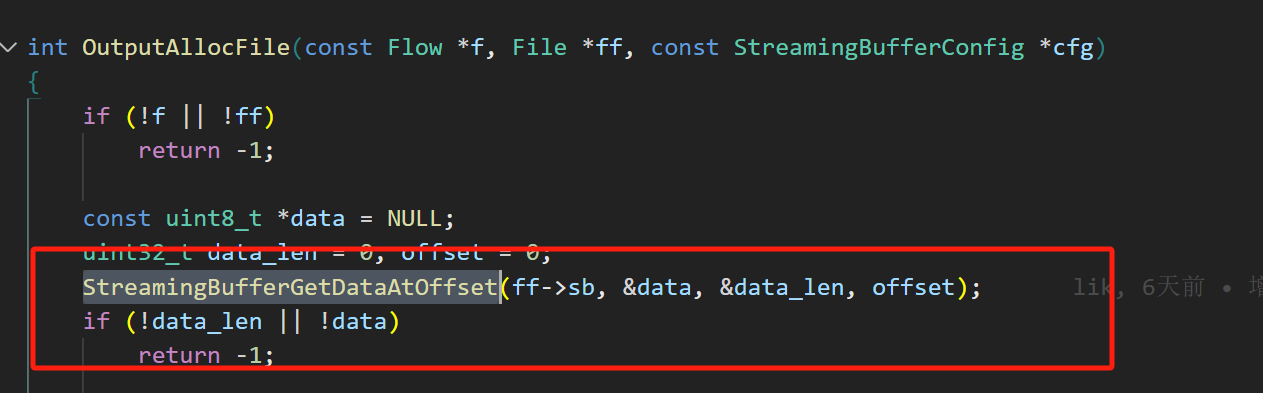 int OutputAllocFile(const Flow *f, File *ff, const StreamingBufferConfig *cfg)
{
if (!f || !ff)
return -1;
const uint8_t *data = NULL;
uint32_t data_len = 0, offset = 0;
StreamingBufferGetDataAtOffset(ff->sb, &data, &data_len, offset); lik, 6天前 • 增
if (!data_len || !data)
return -1;